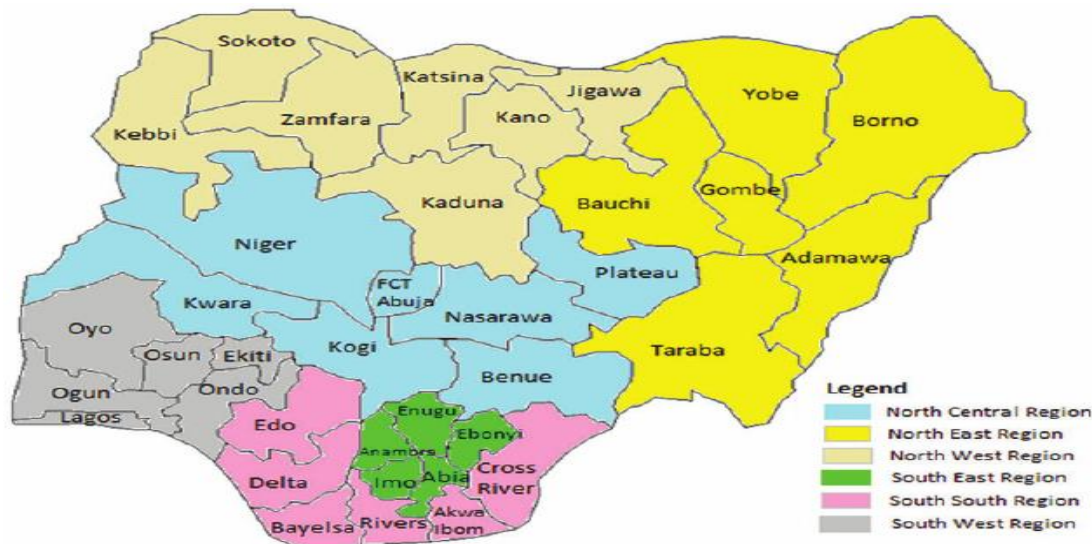 Sokoto
Katsina
Jigawa
Yobe
Borno
Kebbi
Zamfara
Kano
Kaduna
Bauchi
Gombe
Niger
Adamawa
Plateau
FCT
Abuja
Kwara
Nasarawa
Oyo
Kogi
Taraba
Osun
Ekiti
Benue
Ogun
Ondo
Lagos
Edo
Enugu
Ebonyi
Anambra
Delta
Imo
Abia
Cross
River
Bayelsa
Rivers
Akwa
Ibom
Legend
North Central Region
North East Region
North West Region
South East Region
South South Region
South West Region